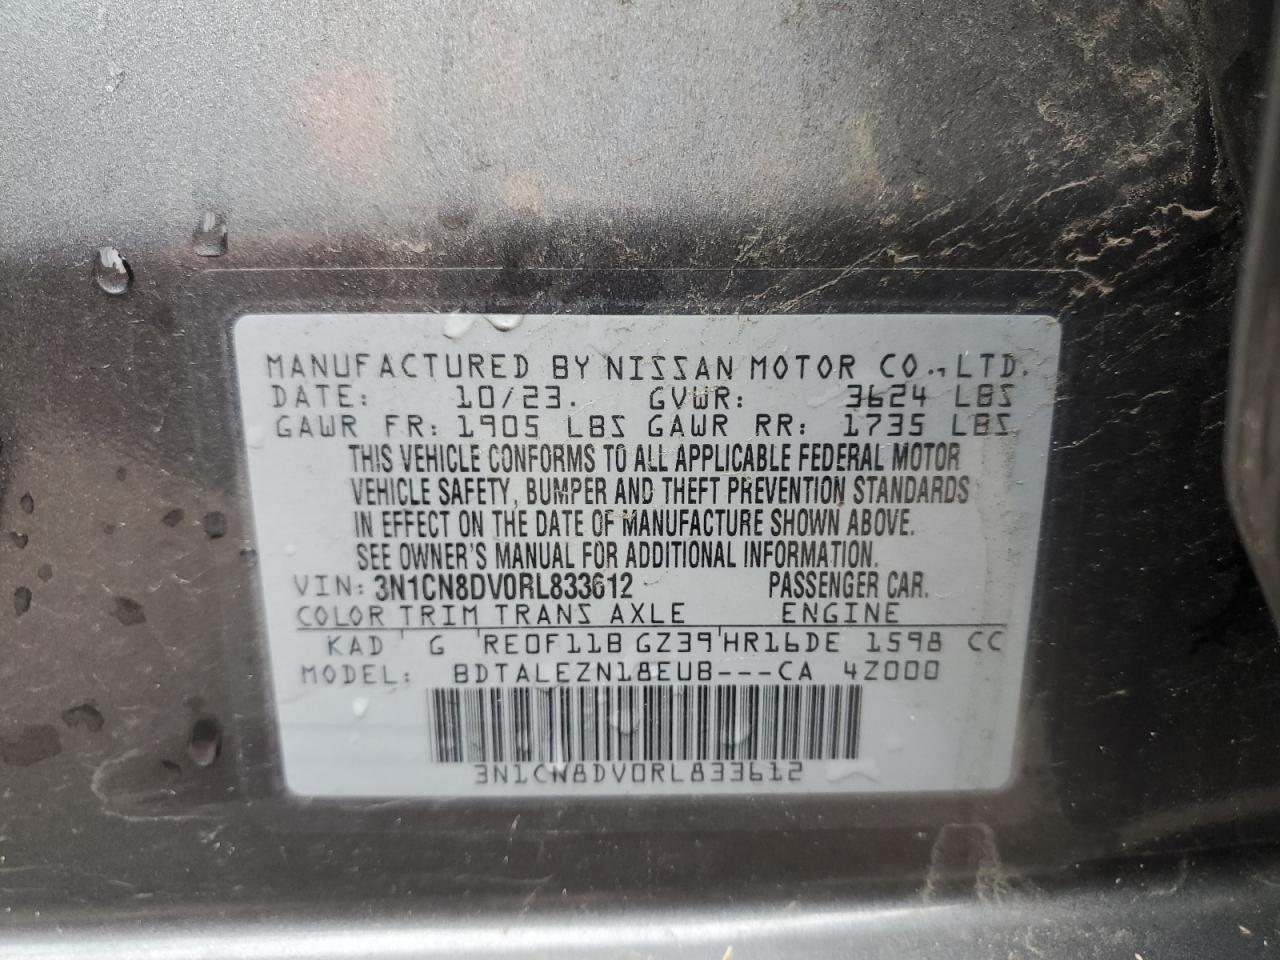 MANUFACTURED BY NISSAN MOTOR CO., LTD.
DATE: 10/23. GVWR: 3624 LBS
GAWR FR: 1905 LBS GAWR RR: 1735 LBS
THIS VEHICLE CONFORMS TO ALL APPLICABLE FEDERAL MOTOR
VEHICLE SAFETY, BUMPER AND THEFT PREVENTION STANDARDS
IN EFFECT ON THE DATE OF MANUFACTURE SHOWN ABOVE.
SEE OWNER'S MANUAL FOR ADDITIONAL INFORMATION.
VIN: 3N1CN8DV0RL833612 PASSENGER CAR.
COLOR TRIM TRANS AXLE ENGINE
KAD G RE0F11B GZ39 HR16DE 1598 CC
MODEL: BDTALEZN18EUB---CA 4Z000
3N1CN8DV0RL833612